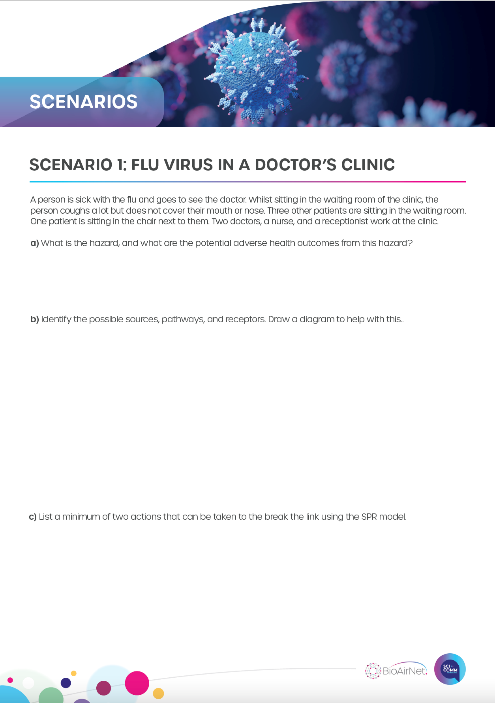 SCENARIOS
SCENARIO 1: FLU VIRUS IN A DOCTOR'S CLINIC
A person is sick with the flu and goes to see the doctor. Whilst sitting in the waiting room of the clinic, the
person coughs a lot but does not cover their mouth or nose. Three other patients are sitting in the waiting room.
One patient is sitting in the chair next to them. Two doctors, a nurse, and a receptionist work at the clinic.
a) What is the hazard, and what are the potential adverse health outcomes from this hazard?
b) Identify the possible sources, pathways, and receptors. Draw a diagram to help with this.
c) List a minimum of two actions that can be taken to the break the link using the SPR model.
BioAirNet
SCI
COMM